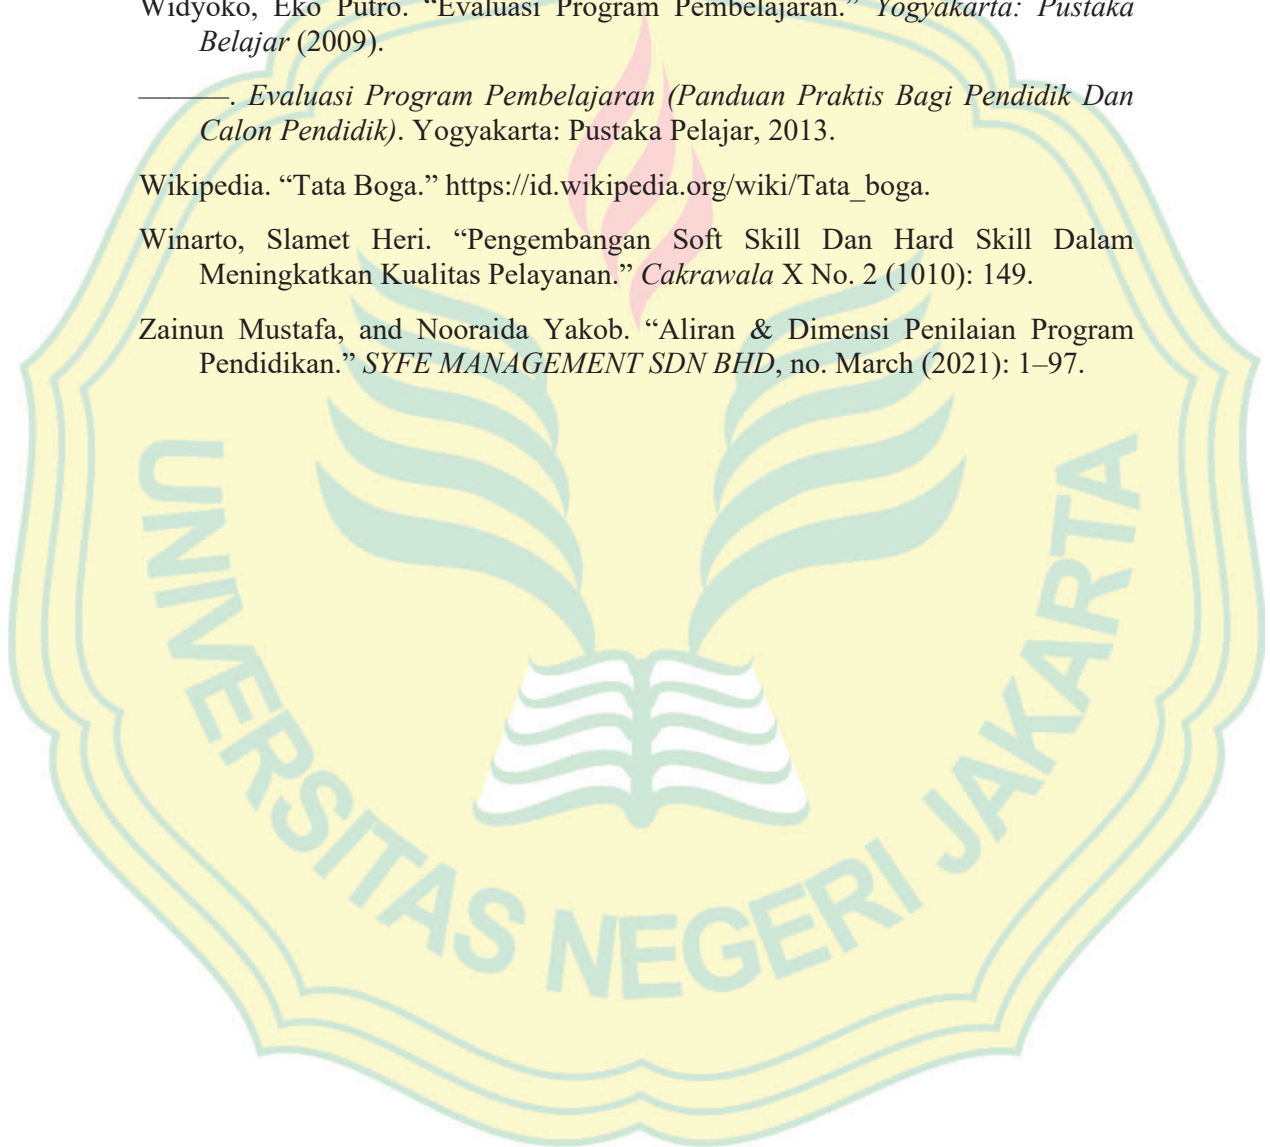 Widyoko, Eko Putro. “Evaluasi Program Pembelajaran.” Yogyakarta: Pustaka
Belajar (2009).
———. Evaluasi Program Pembelajaran (Panduan Praktis Bagi Pendidik Dan
Calon Pendidik). Yogyakarta: Pustaka Pelajar, 2013.
Wikipedia. “Tata Boga.” https://id.wikipedia.org/wiki/Tata_boga.
Winarto, Slamet Heri. “Pengembangan Soft Skill Dan Hard Skill Dalam
Meningkatkan Kualitas Pelayanan.” Cakrawala X No. 2 (1010): 149.
Zainun Mustafa, and Nooraida Yakob. “Aliran & Dimensi Penilaian Program
Pendidikan.” SYFE MANAGEMENT SDN BHD, no. March (2021): 1–97.
UNIVERSITAS NEGERI JAKARTA